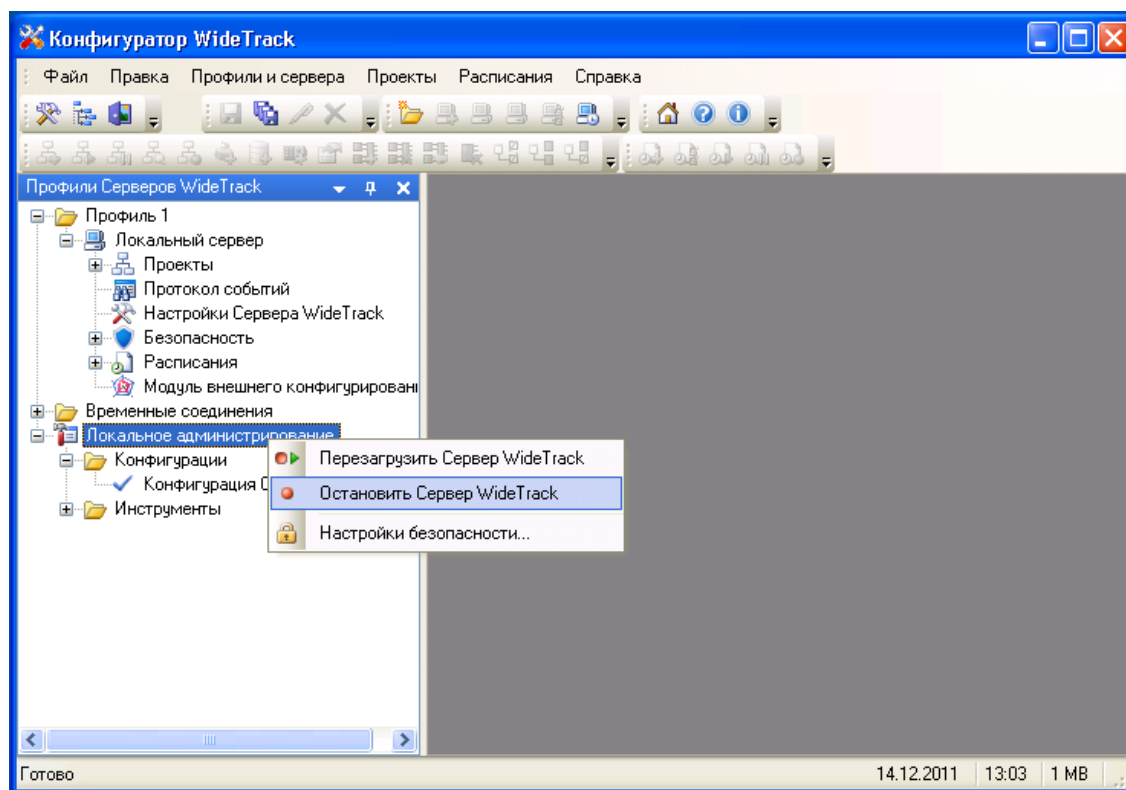 Конфигуратор WideTrack
Файл Правка Профили и сервера Проекты Расписания Справка
Профили Серверов WideTrack
Профиль 1
Локальный сервер
Проекты
Протокол событий
Настройки Сервера WideTrack
Безопасность
Расписания
Модуль внешнего конфигурировани
Временные соединения
Локальное администрирование
Конфигурации
Перезагрузить Сервер WideTrack
Конфигурация
Остановить Сервер WideTrack
Инструменты
Настройки безопасности...
Готово 14.12.2011 13:03 1 MB